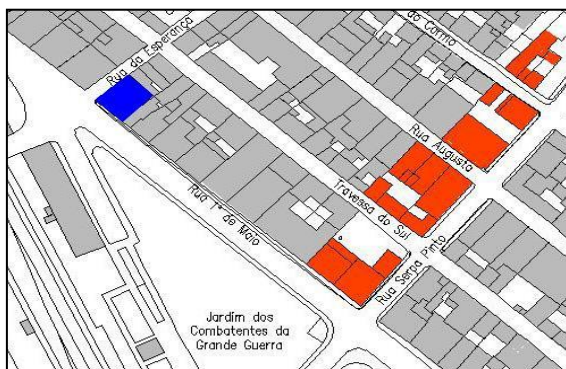 do Correio
Rua da Esperança
Rua Augusta
Travessa do Sul
Rua 1º de Maio
Rua Serpa Pinto
Jardim dos
Combatentes da
Grande Guerra